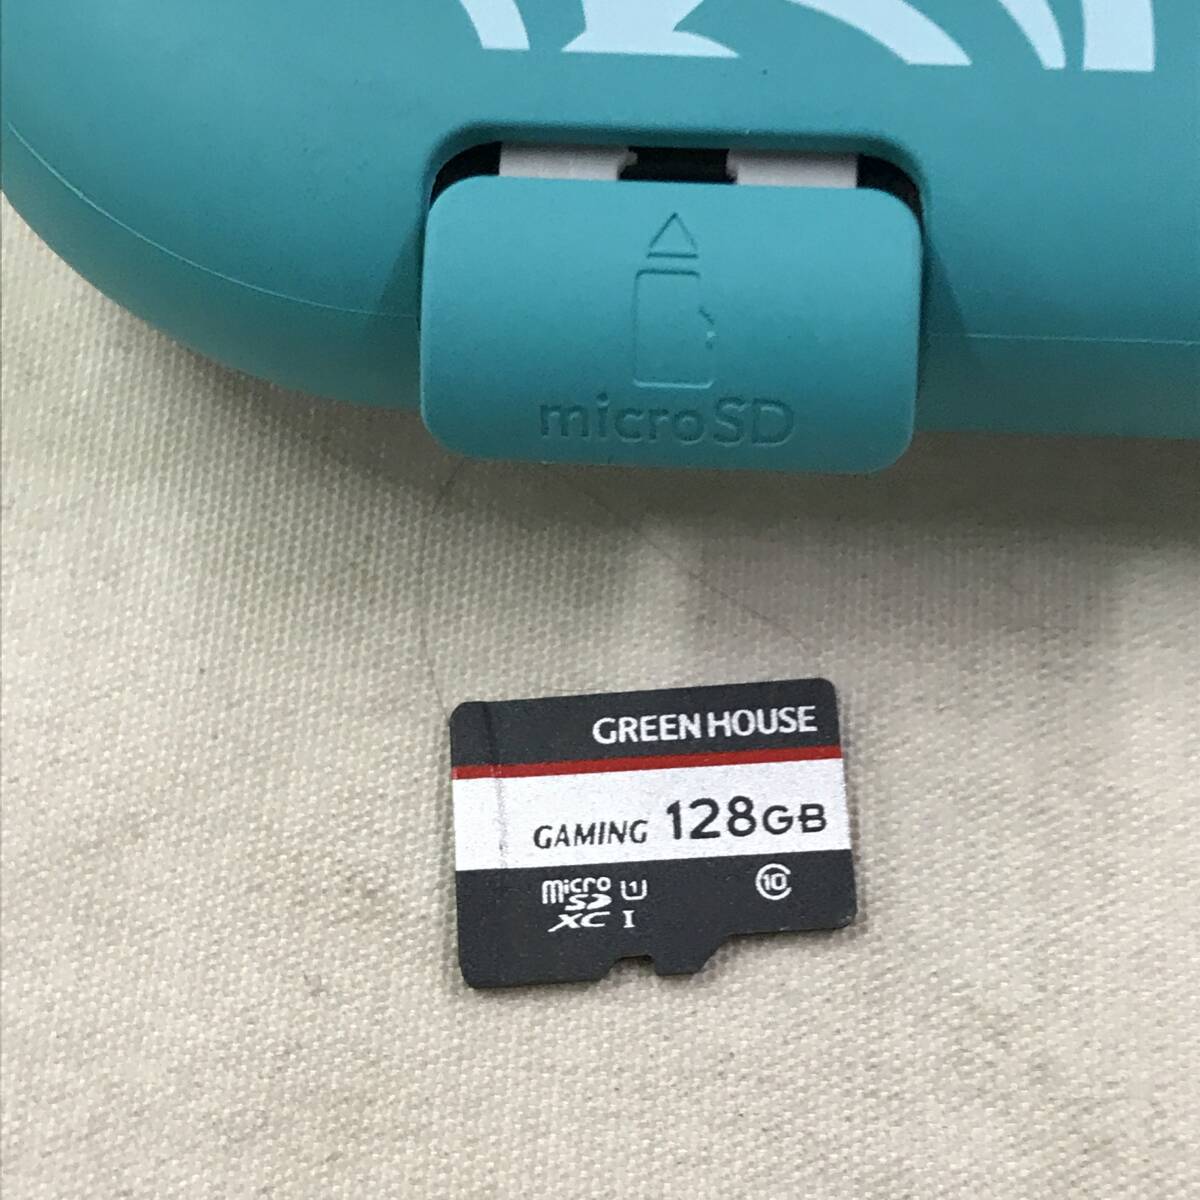 microSD
GREEN HOUSE
GAMING 128GB
micro SD XC I U1 10